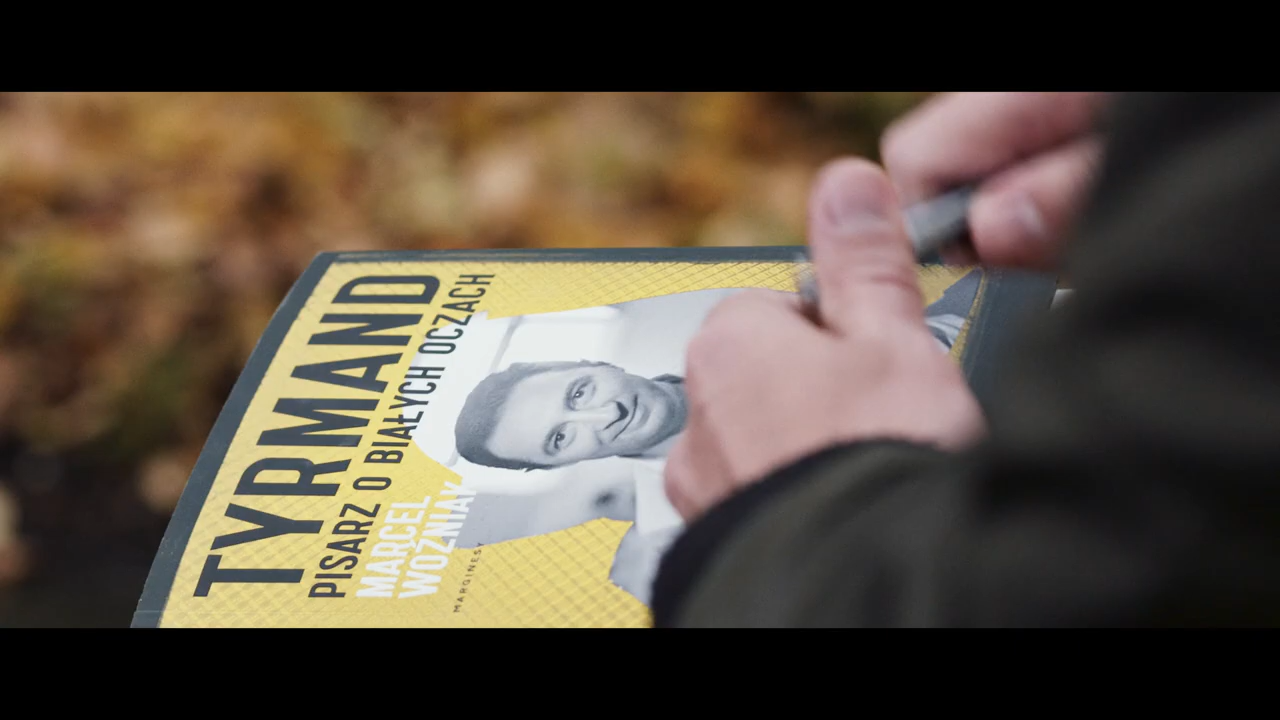 TYRMAND
PISARZ O BIAŁYCH OCZACH
MARCEL
WOŹNIAK
MARGINESY